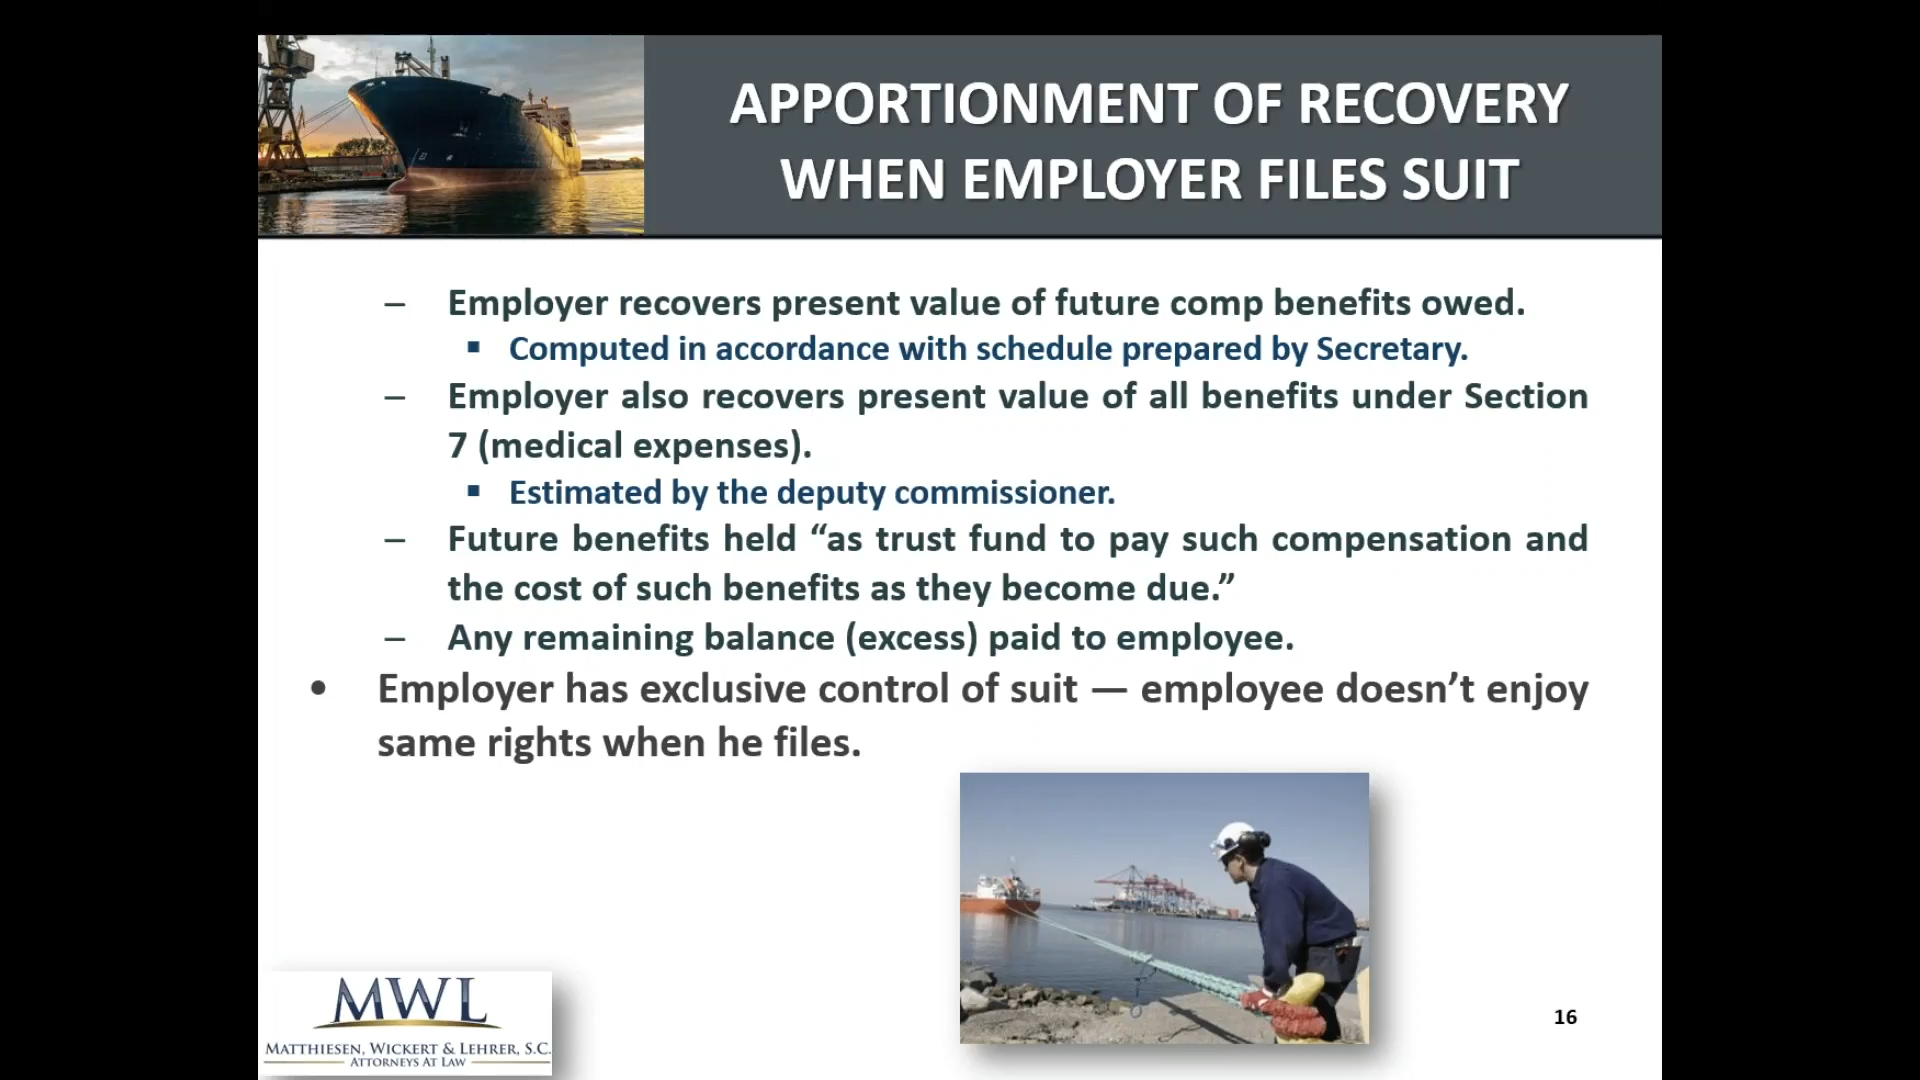 APPORTIONMENT OF RECOVERY
WHEN EMPLOYER FILES SUIT
– Employer recovers present value of future comp benefits owed.
▪ Computed in accordance with schedule prepared by Secretary.
– Employer also recovers present value of all benefits under Section
7 (medical expenses).
▪ Estimated by the deputy commissioner.
– Future benefits held “as trust fund to pay such compensation and
the cost of such benefits as they become due.”
– Any remaining balance (excess) paid to employee.
• Employer has exclusive control of suit — employee doesn’t enjoy
same rights when he files.
MWL
MATTHIESEN, WICKERT & LEHRER, S.C.
ATTORNEYS AT LAW
16